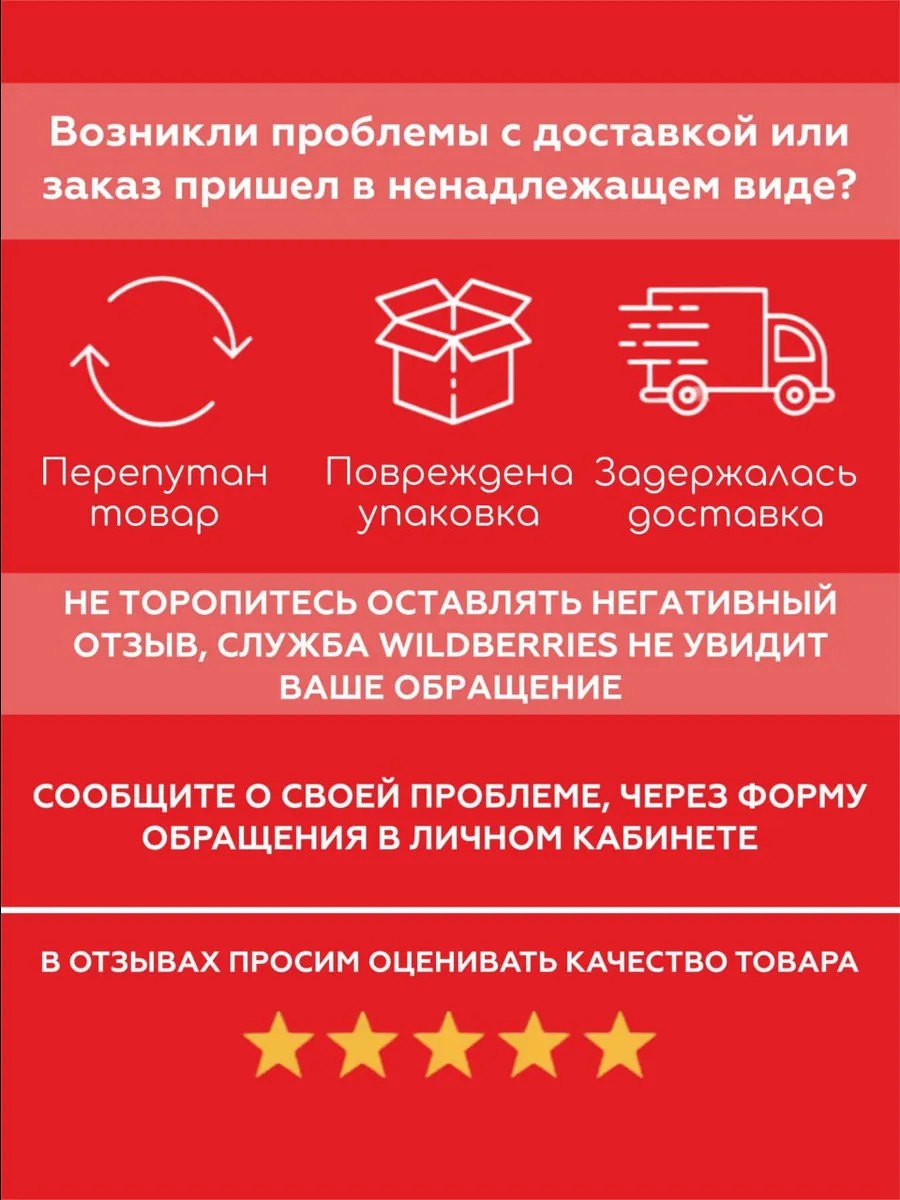 Возникли проблемы с доставкой или
заказ пришел в ненадлежащем виде?
Перепутан
товар
Повреждена
упаковка
Задержалась
доставка
НЕ ТОРОПИТЕСЬ ОСТАВЛЯТЬ НЕГАТИВНЫЙ
ОТЗЫВ, СЛУЖБА WILDBERRIES НЕ УВИДИТ
ВАШЕ ОБРАЩЕНИЕ
СООБЩИТЕ О СВОЕЙ ПРОБЛЕМЕ, ЧЕРЕЗ ФОРМУ
ОБРАЩЕНИЯ В ЛИЧНОМ КАБИНЕТЕ
В ОТЗЫВАХ ПРОСИМ ОЦЕНИВАТЬ КАЧЕСТВО ТОВАРА